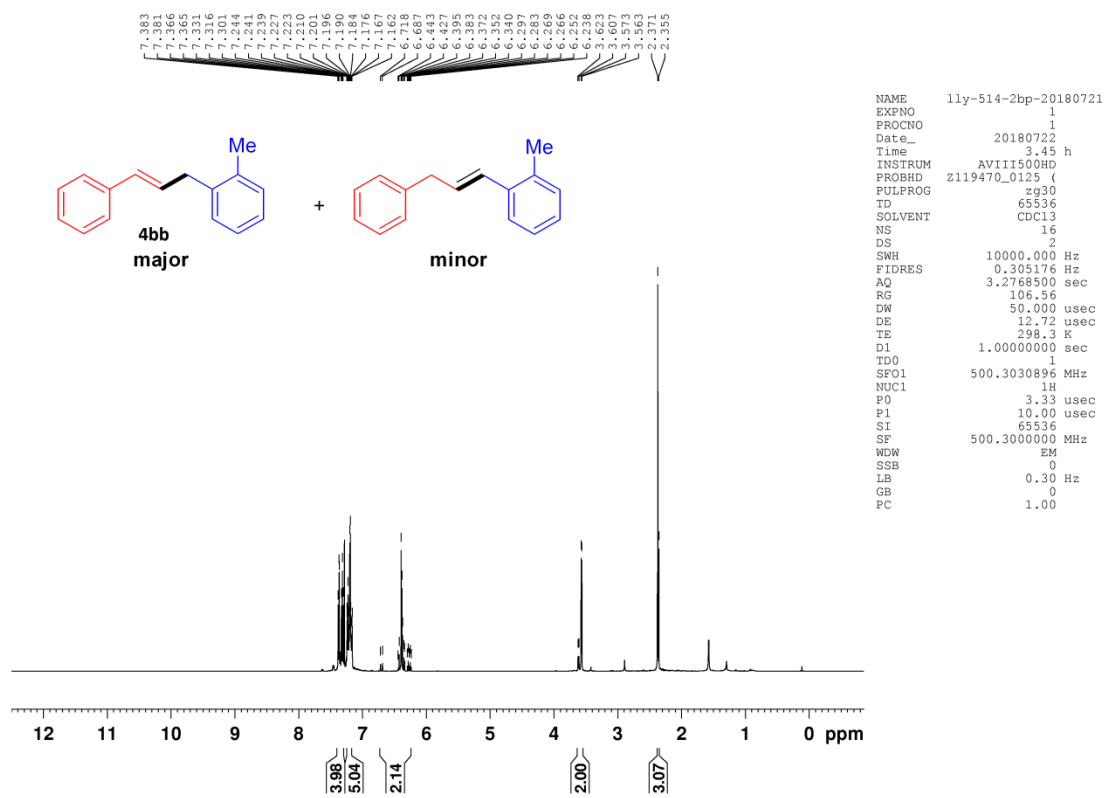 7.383
7.381
7.366
7.365
7.331
7.316
7.301
7.244
7.241
7.239
7.227
7.223
7.210
7.201
7.196
7.190
7.184
7.176
7.167
7.162
6.718
6.687
6.443
6.427
6.395
6.383
6.372
6.352
6.340
6.297
6.283
6.269
6.266
6.252
6.238
3.623
3.607
3.573
3.563
2.371
2.355
Me
4bb
major
+
Me
minor
NAME lly-514-2bp-20180721
EXPNO 1
PROCNO 1
Date_ 20180722
Time 3.45 h
INSTRUM AVIII500HD
PROBHD Z119470_0125 (
PULPROG zg30
TD 65536
SOLVENT CDCl3
NS 16
DS 2
SWH 10000.000 Hz
FIDRES 0.305176 Hz
AQ 3.2768500 sec
RG 106.56
DW 50.000 usec
DE 12.72 usec
TE 298.3 K
D1 1.00000000 sec
TD0 1
SFO1 500.3030896 MHz
NUC1 1H
P0 3.33 usec
P1 10.00 usec
SI 65536
SF 500.3000000 MHz
WDW EM
SSB 0
LB 0.30 Hz
GB 0
PC 1.00
12 11 10 9 8 7 6 5 4 3 2 1 0 ppm
3.98
5.04
2.14
2.00
3.07